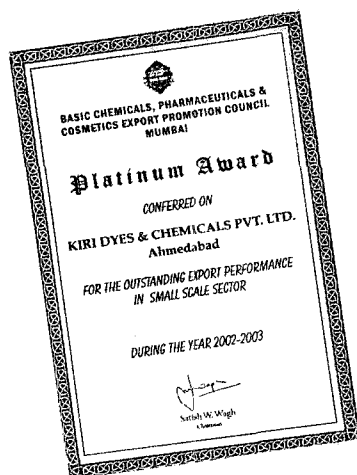 BASIC CHEMICALS, PHARMACEUTICALS &
COSMETICS EXPORT PROMOTION COUNCIL
MUMBAI
Platinum Award
CONFERRED ON
KIRI DYES & CHEMICALS PVT. LTD.
Ahmedabad
FOR THE OUTSTANDING EXPORT PERFORMANCE
IN SMALL SCALE SECTOR
DURING THE YEAR 2002-2003
Satish W. Wagh
Chairman